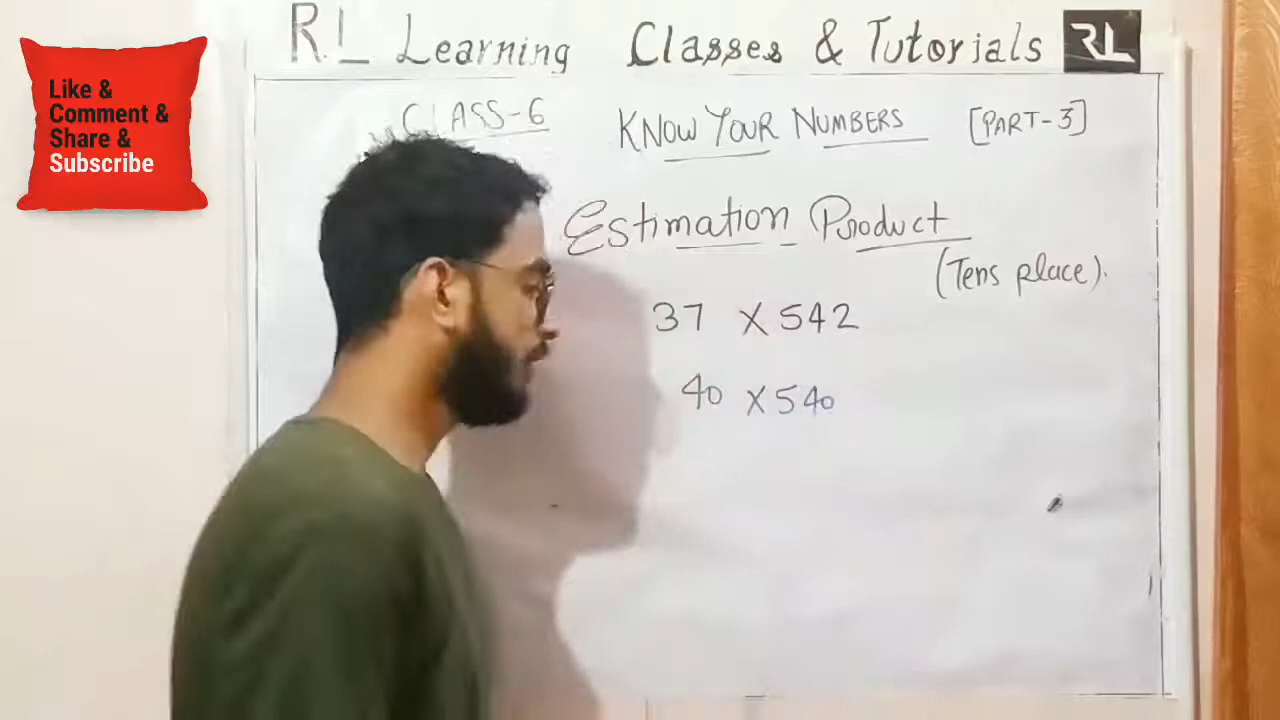 R.L Learning Classes & Tutorials RL
Like &
Comment &
Share &
Subscribe
CLASS-6 KNOW YOUR NUMBERS [PART-3]
Estimation Product
(Tens place).
37 X 542
40 X 540